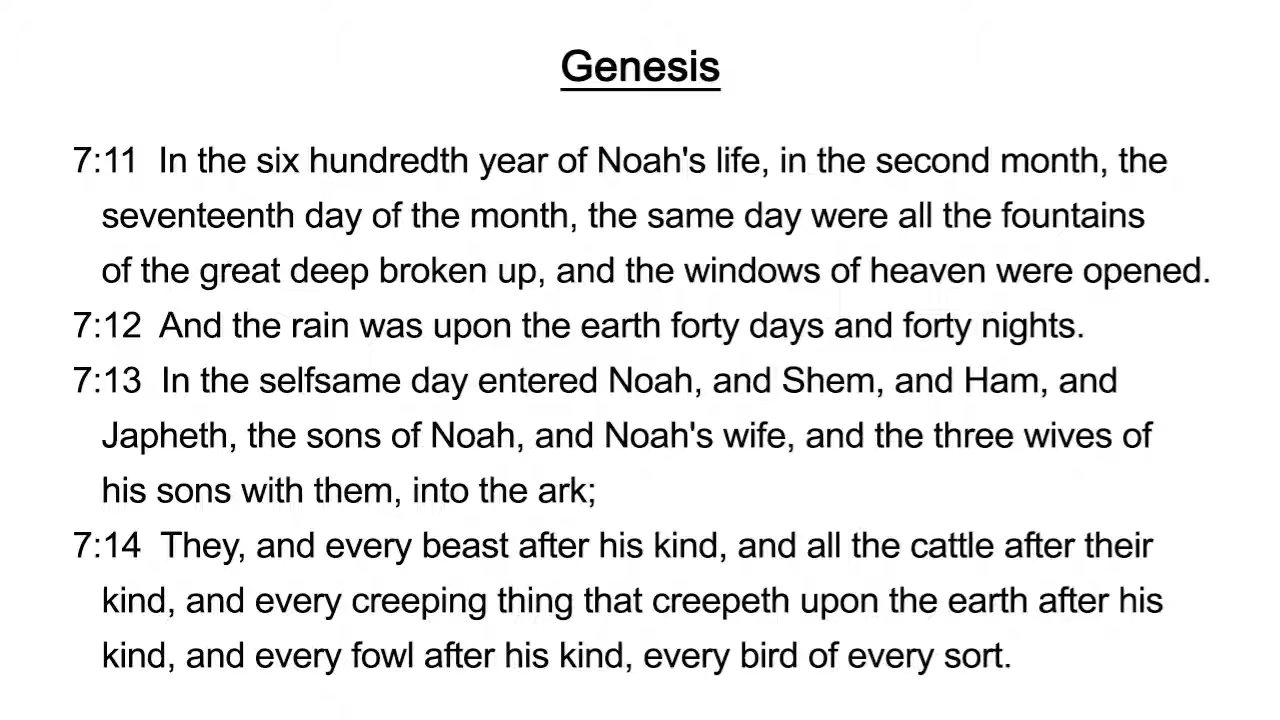 Genesis
7:11 In the six hundredth year of Noah's life, in the second month, the
seventeenth day of the month, the same day were all the fountains
of the great deep broken up, and the windows of heaven were opened.
7:12 And the rain was upon the earth forty days and forty nights.
7:13 In the selfsame day entered Noah, and Shem, and Ham, and
Japheth, the sons of Noah, and Noah's wife, and the three wives of
his sons with them, into the ark;
7:14 They, and every beast after his kind, and all the cattle after their
kind, and every creeping thing that creepeth upon the earth after his
kind, and every fowl after his kind, every bird of every sort.